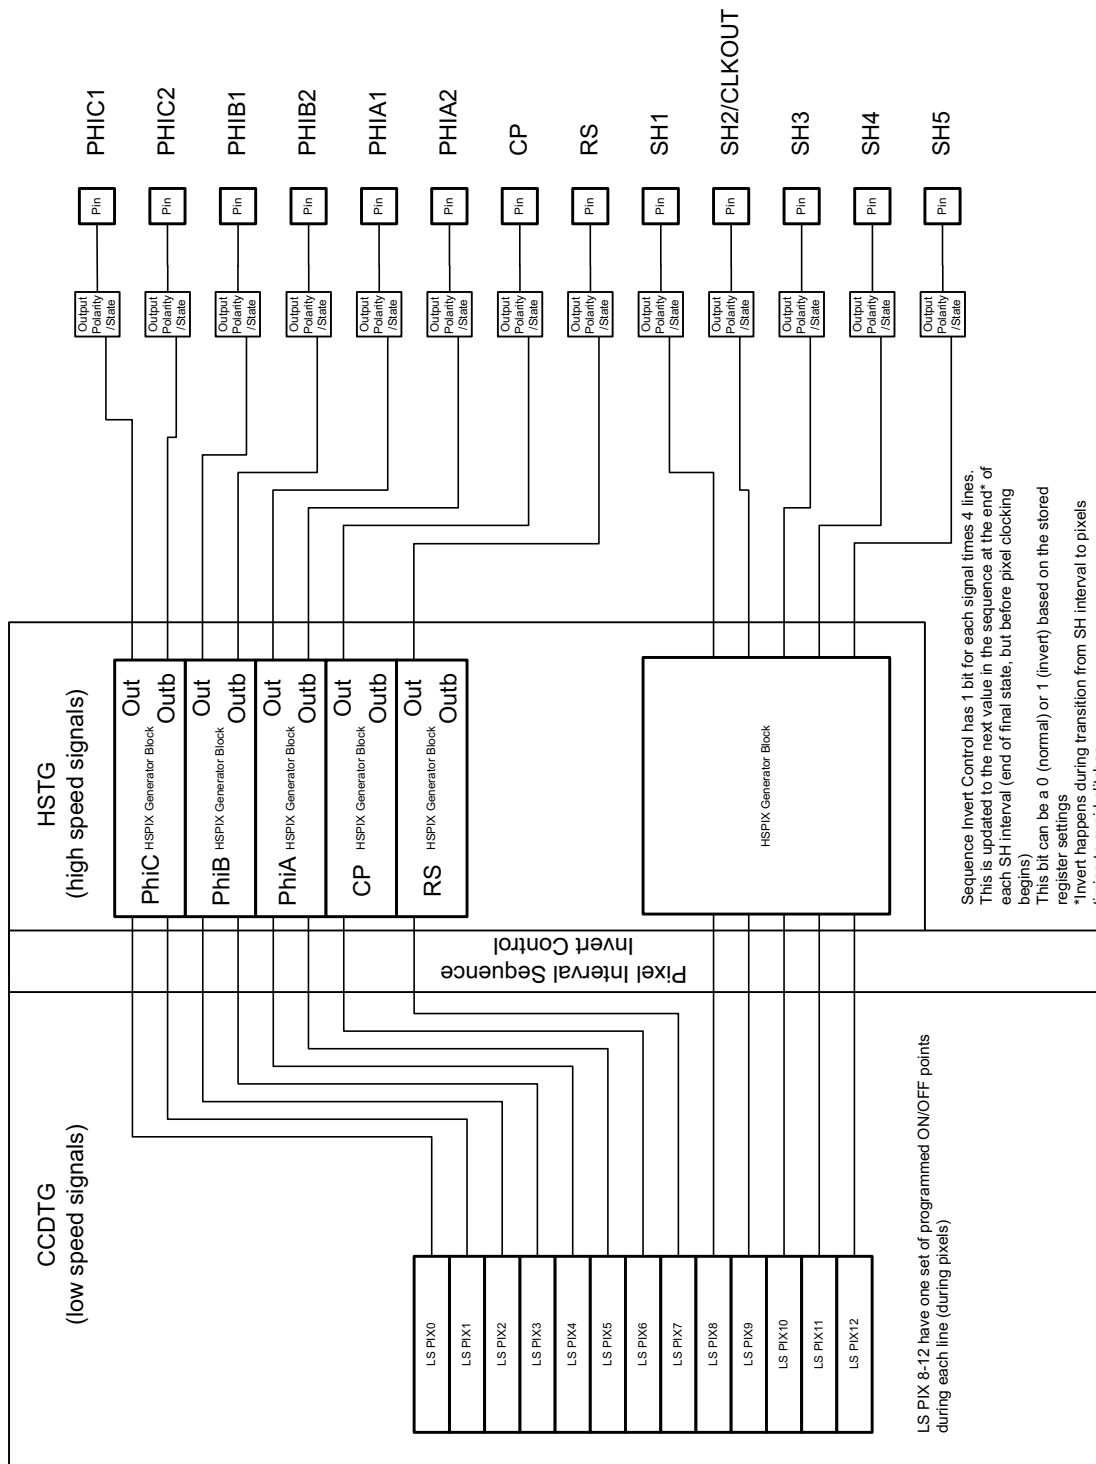 PHIC1
PHIC2
PHIB1
PHIB2
PHIA1
PHIA2
CP
RS
SH1
SH2/CLKOUT
SH3
SH4
SH5
Pin
Pin
Pin
Pin
Pin
Pin
Pin
Pin
Pin
Pin
Pin
Pin
Pin
Output
Polarity
/State
Output
Polarity
/State
Output
Polarity
/State
Output
Polarity
/State
Output
Polarity
/State
Output
Polarity
/State
Output
Polarity
/State
Output
Polarity
/State
Output
Polarity
/State
Output
Polarity
/State
Output
Polarity
/State
Output
Polarity
/State
Output
Polarity
/State
HSTG
(high speed signals)
Out
Outb
PhiC
HSPIX Generator Block
Out
Outb
PhiB
HSPIX Generator Block
Out
Outb
PhiA
HSPIX Generator Block
Out
Outb
CP
HSPIX Generator Block
Out
Outb
RS
HSPIX Generator Block
HSPIX Generator Block
Sequence Invert Control has 1 bit for each signal times 4 lines.
This is updated to the next value in the sequence at the end* of
each SH interval (end of final state, but before pixel clocking
begins)
This bit can be a 0 (normal) or 1 (invert) based on the stored
register settings
*Invert happens during transition from SH interval to pixels
Pixel Interval Sequence
Invert Control
CCDTG
(low speed signals)
LS PIX0
LS PIX1
LS PIX2
LS PIX3
LS PIX4
LS PIX5
LS PIX6
LS PIX7
LS PIX8
LS PIX9
LS PIX10
LS PIX11
LS PIX12
LS PIX 8-12 have one set of programmed ON/OFF points
during each line (during pixels)